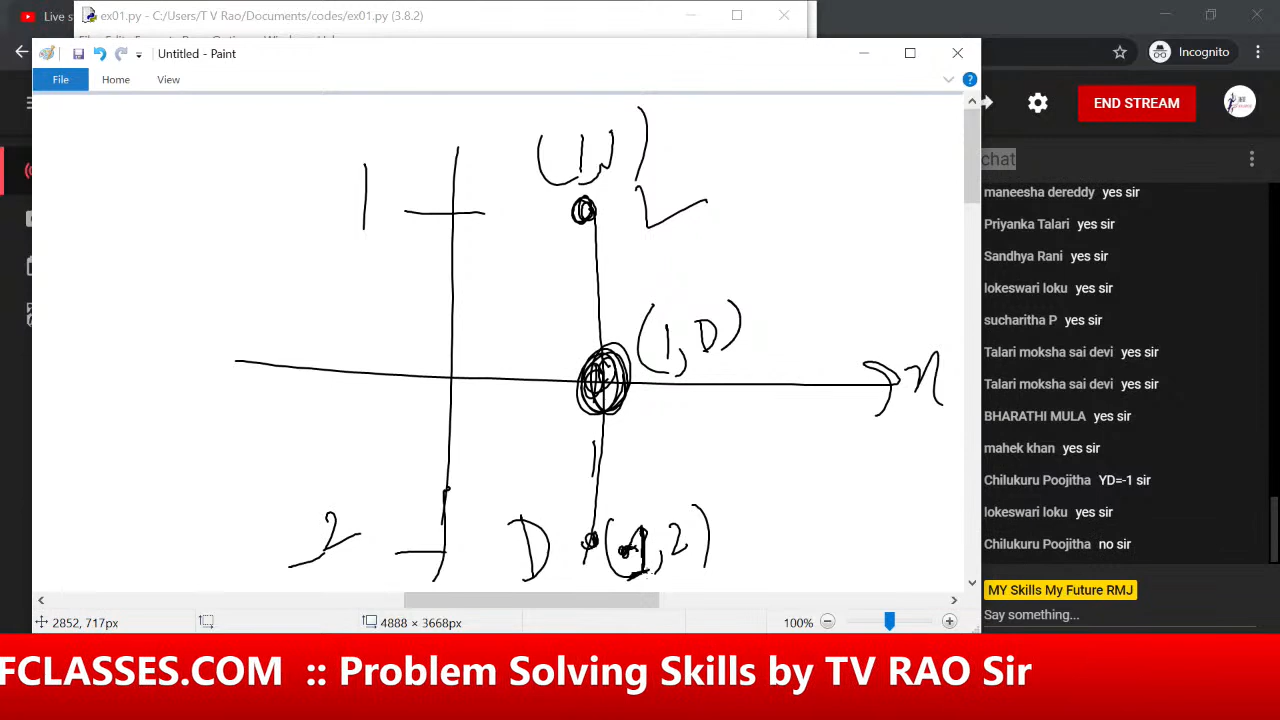 Live s
ex01.py - C:/Users/T V Rao/Documents/codes/ex01.py (3.8.2)
Untitled - Paint
Incognito
File
Home
View
END STREAM
chat
maneesha dereddy yes sir
Priyanka Talari yes sir
Sandhya Rani yes sir
lokeswari loku yes sir
sucharitha P yes sir
Talari moksha sai devi yes sir
Talari moksha sai devi yes sir
BHARATHI MULA yes sir
mahek khan yes sir
Chilukuru Poojitha YD=-1 sir
lokeswari loku yes sir
Chilukuru Poojitha no sir
MY Skills My Future RMJ
Say something...
1
(1, 0)
x
2
D
2852, 717px
4888 × 3668px
100%
FCLASSES.COM :: Problem Solving Skills by TV RAO Sir